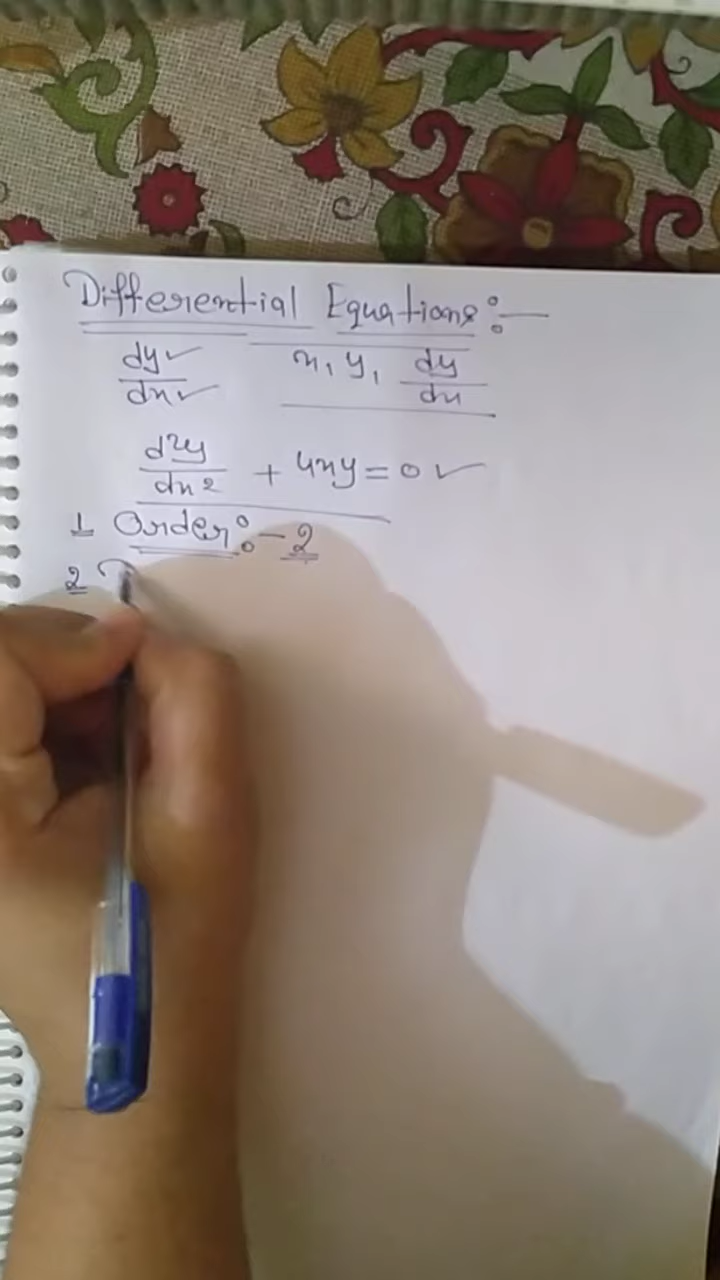 Differential Equations:-
dy✓/dx✓ x, y, dy/dx
d²y/dx² + 4xy = 0 ✓
1 Order:- 2
2